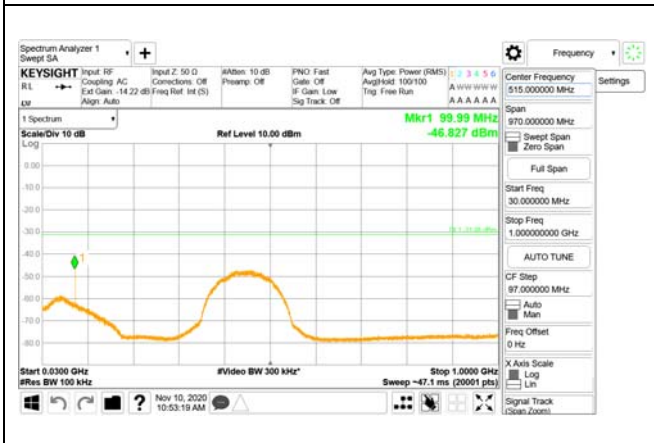 Spectrum Analyzer 1
Swept SA
+
Frequency
KEYSIGHT
RL
Input: RF
Coupling: AC
Ext Gain: -14.22 dB
Align: Auto
Input Z: 50 Ω
Corrections: Off
Freq Ref: Int (S)
#Atten: 10 dB
Preamp: Off
PNO: Fast
Gate: Off
IF Gain: Low
Sig Track: Off
Avg Type: Power (RMS)
Avg|Hold: 100/100
Trig: Free Run
1 2 3 4 5 6
A W W W W W
A A A A A A
1 Spectrum
Scale/Div 10 dB
Log
Ref Level 10.00 dBm
Mkr1 99.99 MHz
-46.827 dBm
0.00
-10.0
-20.0
-30.0
-40.0
-50.0
-60.0
-70.0
-80.0
1
Start 0.0300 GHz
#Res BW 100 kHz
#Video BW 300 kHz*
Stop 1.0000 GHz
Sweep ~47.1 ms (20001 pts)
?
Nov 10, 2020
10:53:19 AM
Center Frequency
515.000000 MHz
Settings
Span
970.000000 MHz
Swept Span
Zero Span
Full Span
Start Freq
30.000000 MHz
Stop Freq
1.000000000 GHz
AUTO TUNE
CF Step
97.000000 MHz
Auto
Man
Freq Offset
0 Hz
X Axis Scale
Log
Lin
Signal Track
(Span Zoom)